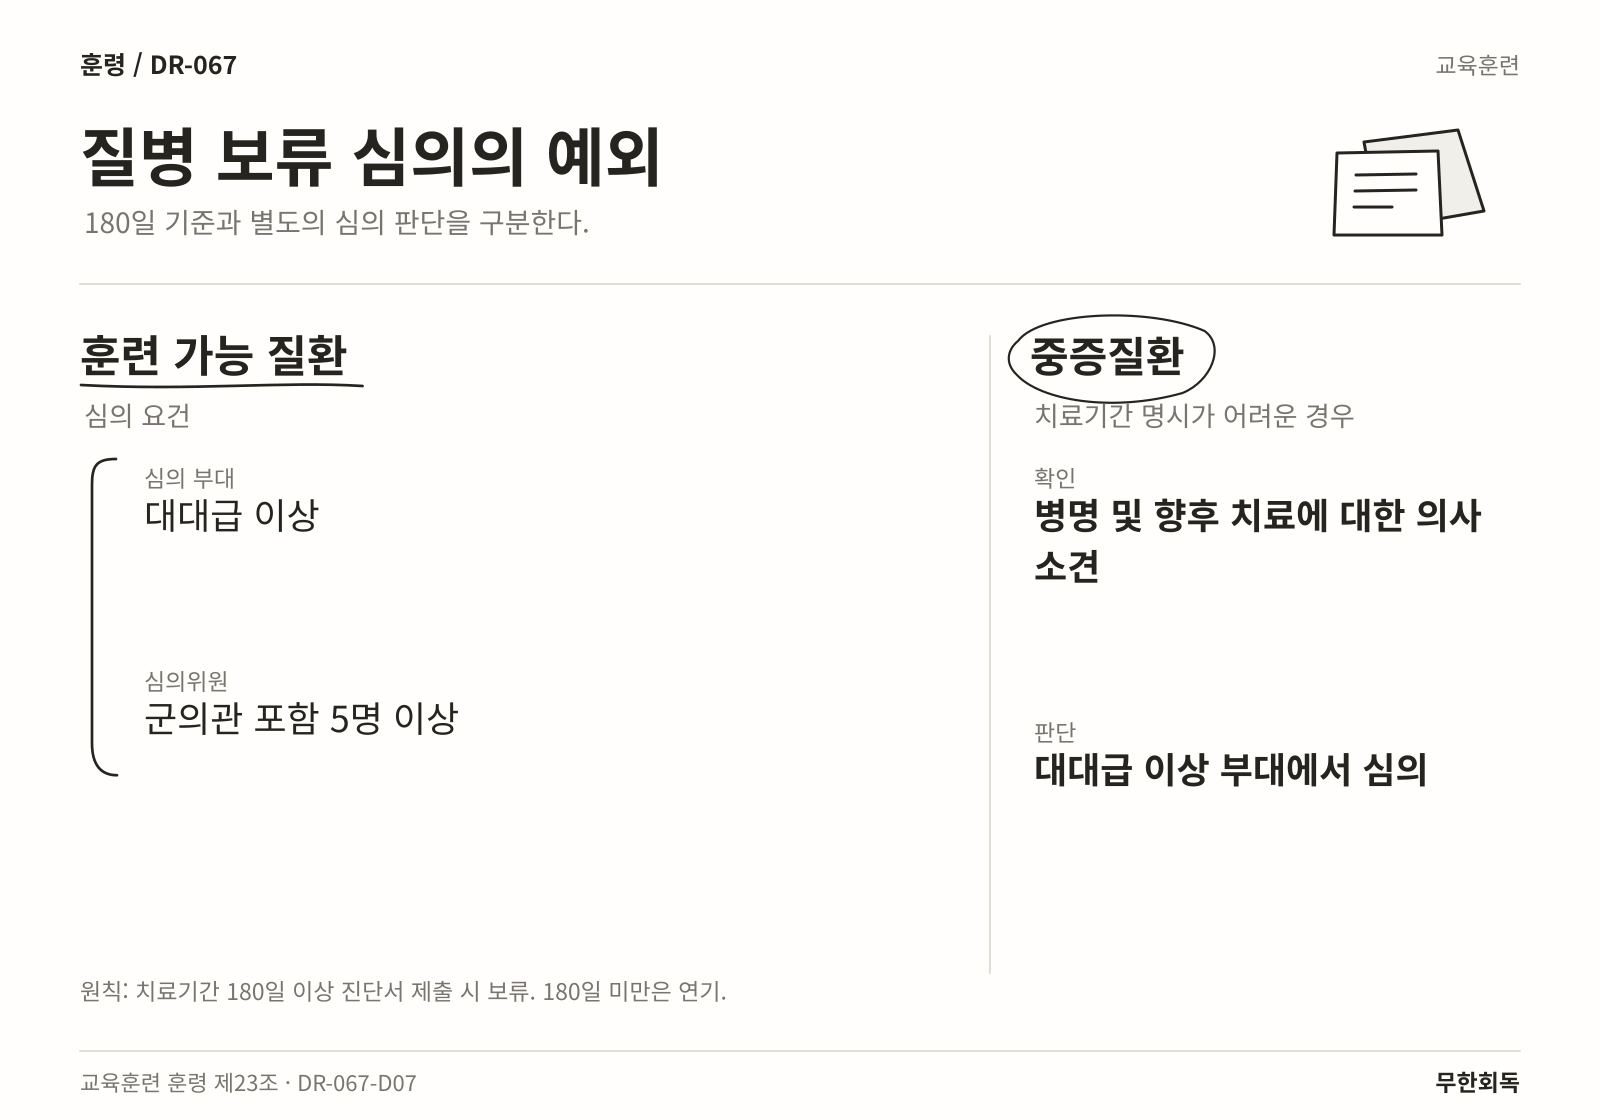 훈령 / DR-067
교육훈련
질병 보류 심의의 예외
180일 기준과 별도의 심의 판단을 구분한다.
훈련 가능 질환
심의 요건
심의 부대
대대급 이상
심의위원
군의관 포함 5명 이상
중증질환
치료기간 명시가 어려운 경우
확인
병명 및 향후 치료에 대한 의사
소견
판단
대대급 이상 부대에서 심의
원칙: 치료기간 180일 이상 진단서 제출 시 보류. 180일 미만은 연기.
교육훈련 훈령 제23조 · DR-067-D07
무한회독